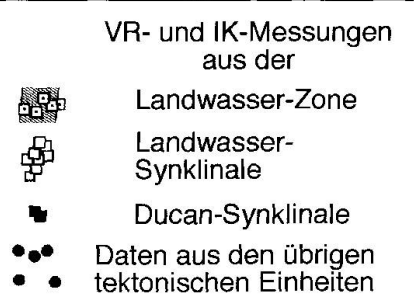 VR- und IK-Messungen
aus der
Landwasser-Zone
Landwasser-
Synklinale
Ducan-Synklinale
Daten aus den übrigen
tektonischen Einheiten